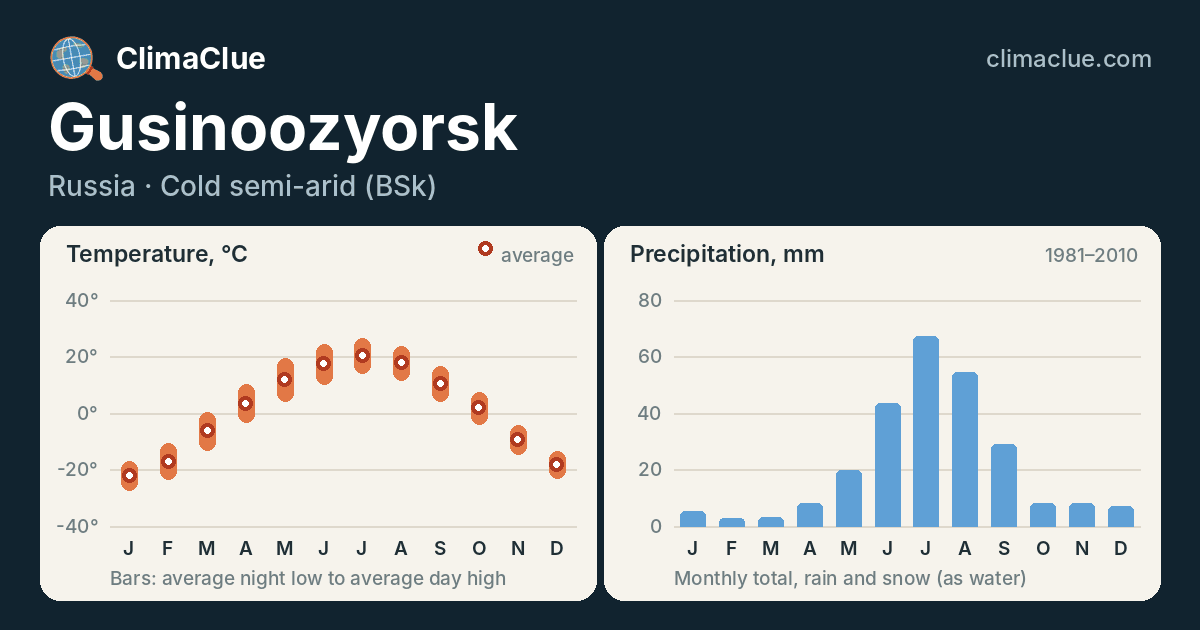 ClimaClue
climaclue.com
Gusinoozyorsk
Russia · Cold semi-arid (BSk)
Temperature, °C
average
40°
20°
0°
-20°
-40°
J F M A M J J A S O N D
Bars: average night low to average day high
Precipitation, mm
1981–2010
80
60
40
20
0
J F M A M J J A S O N D
Monthly total, rain and snow (as water)